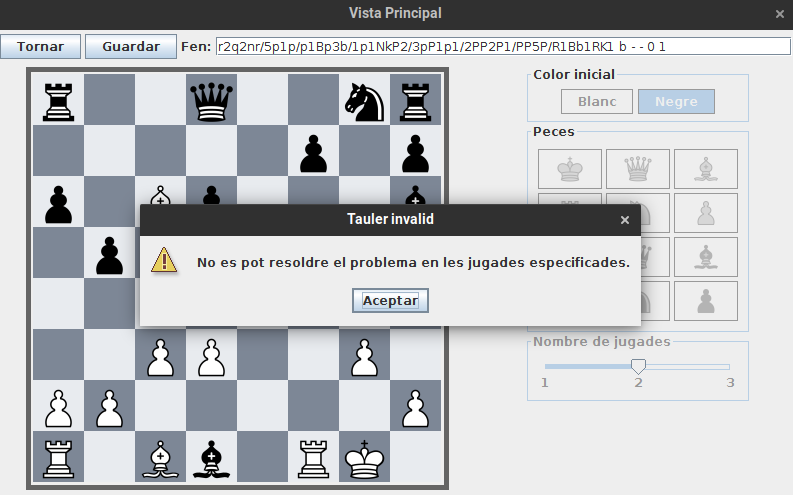 Vista Principal
Tornar Guardar Fen: r2q2nr/5p1p/p1Bp3b/1p1NkP2/3pP1p1/2PP2P1/PP5P/R1Bb1RK1 b - - 0 1
Color inicial
Blanc Negre
Peces
Tauler invalid
No es pot resoldre el problema en les jugades especificades.
Aceptar
Nombre de jugades
1 2 3